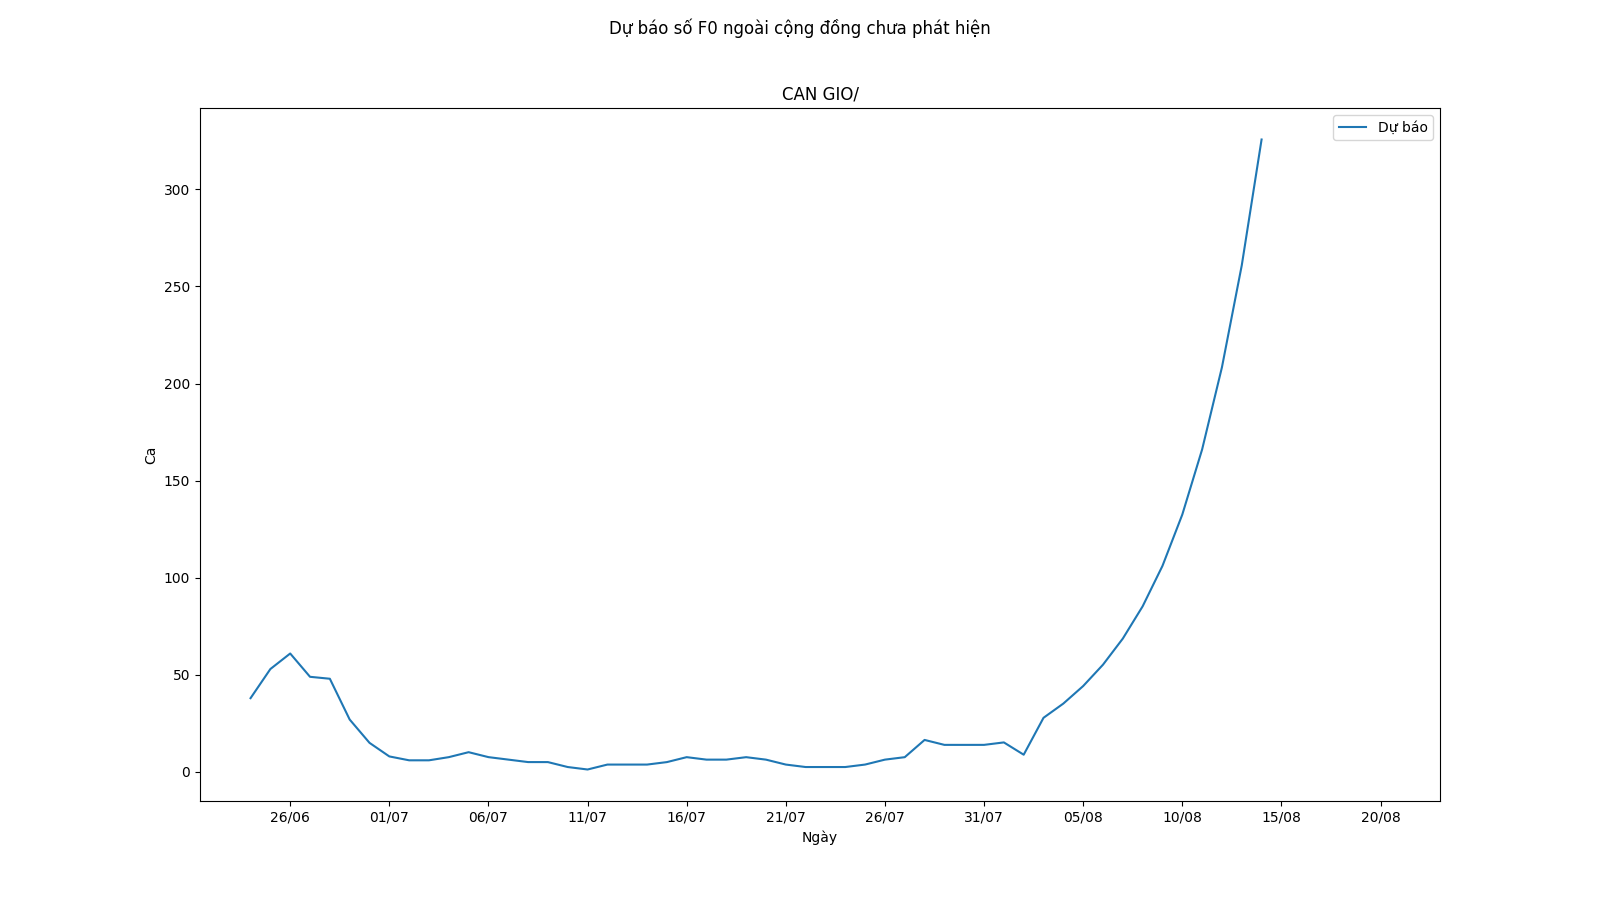 Dự báo số F0 ngoài cộng đồng chưa phát hiện
CAN GIO/
Dự báo
300
250
200
150
100
50
0
Ca
26/06 01/07 06/07 11/07 16/07 21/07 26/07 31/07 05/08 10/08 15/08 20/08
Ngày